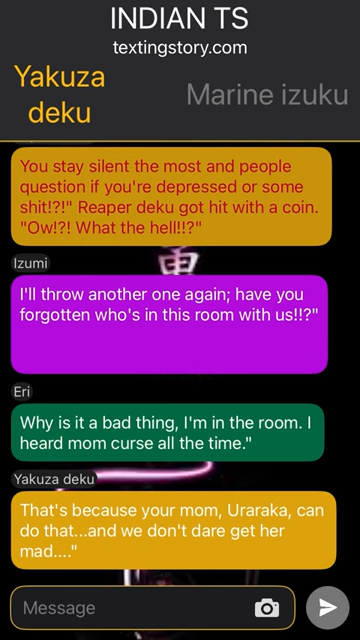 INDIAN TS
textingstory.com
Yakuza
deku
Marine izuku
You stay silent the most and people
question if you're depressed or some
shit!?!" Reaper deku got hit with a coin.
"Ow!?! What the hell!!?"
Izumi
I'll throw another one again; have you
forgotten who's in this room with us!!?"
Eri
Why is it a bad thing, I'm in the room. I
heard mom curse all the time."
Yakuza deku
That's because your mom, Uraraka, can
do that...and we don't dare get her
mad...."
Message